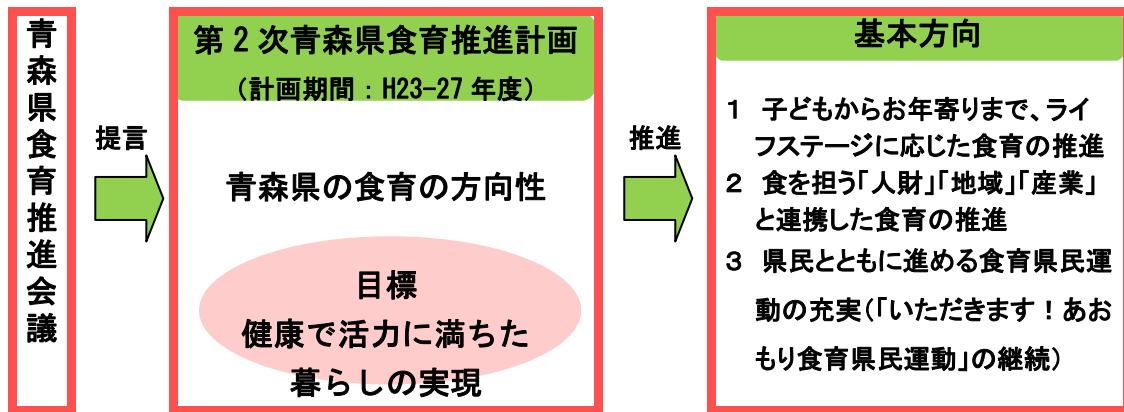 青森県食育推進会議
提言
第2次青森県食育推進計画
(計画期間:H23-27年度)
青森県の食育の方向性
目標
健康で活力に満ちた
暮らしの実現
推進
基本方向
1 子どもからお年寄りまで、ライ
フステージに応じた食育の推進
2 食を担う「人財」「地域」「産業」
と連携した食育の推進
3 県民とともに進める食育県民運
動の充実(「いただきます!あお
もり食育県民運動」の継続)